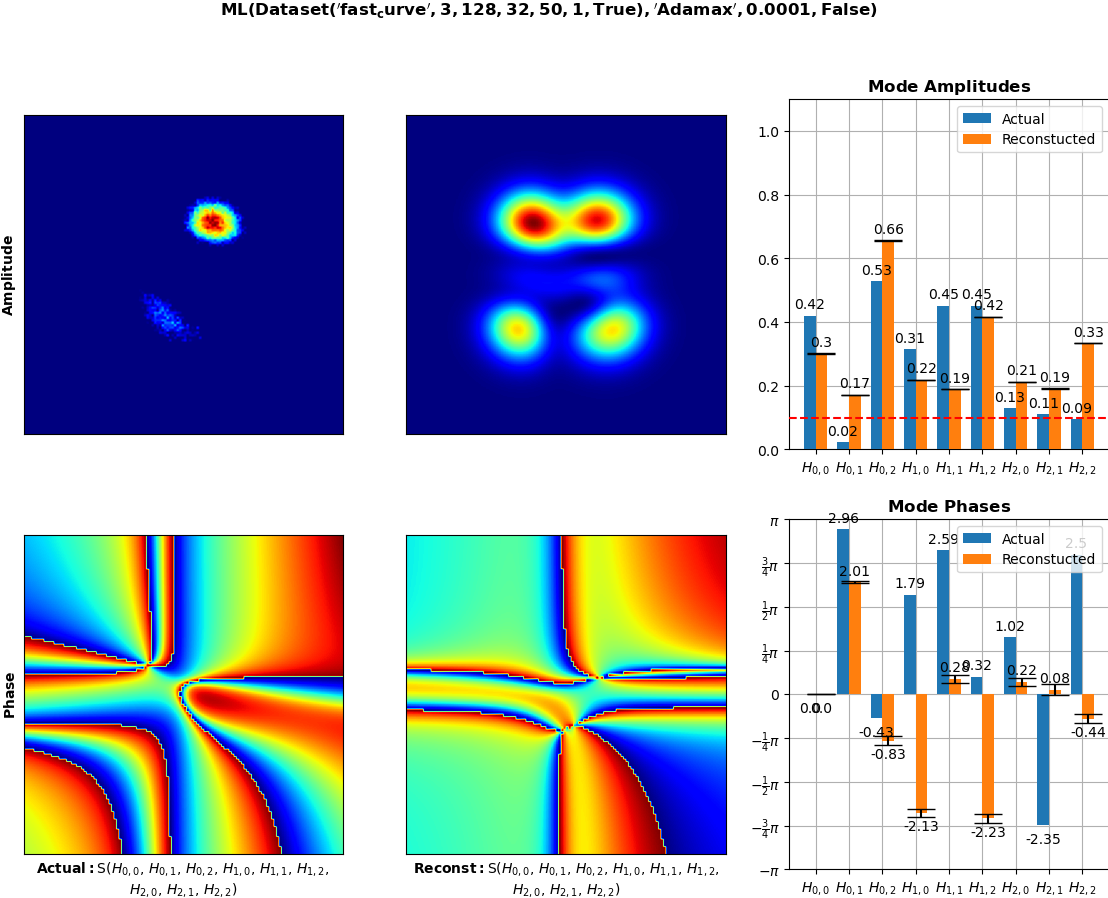 ML(Dataset(′fast_curve′, 3, 128, 32, 50, 1, True),′Adamax′, 0.0001, False)
Amplitude
Mode Amplitudes
Actual
Reconstucted
1.0
0.8
0.6
0.4
0.2
0.0
0.42
0.3
0.02
0.17
0.53
0.66
0.31
0.22
0.45
0.19
0.45
0.42
0.13
0.21
0.11
0.19
0.09
0.33
H0,0 H0,1 H0,2 H1,0 H1,1 H1,2 H2,0 H2,1 H2,2
Phase
Mode Phases
Actual
Reconstucted
π
3/4π
1/2π
1/4π
0
−1/4π
−1/2π
−3/4π
−π
0.0
0.0
2.96
2.01
-0.43
-0.83
1.79
-2.13
2.59
0.28
0.32
-2.23
1.02
0.22
-2.35
0.08
2.5
-0.44
H0,0 H0,1 H0,2 H1,0 H1,1 H1,2 H2,0 H2,1 H2,2
Actual: S(H0,0, H0,1, H0,2, H1,0, H1,1, H1,2,
H2,0, H2,1, H2,2)
Reconst: S(H0,0, H0,1, H0,2, H1,0, H1,1, H1,2,
H2,0, H2,1, H2,2)